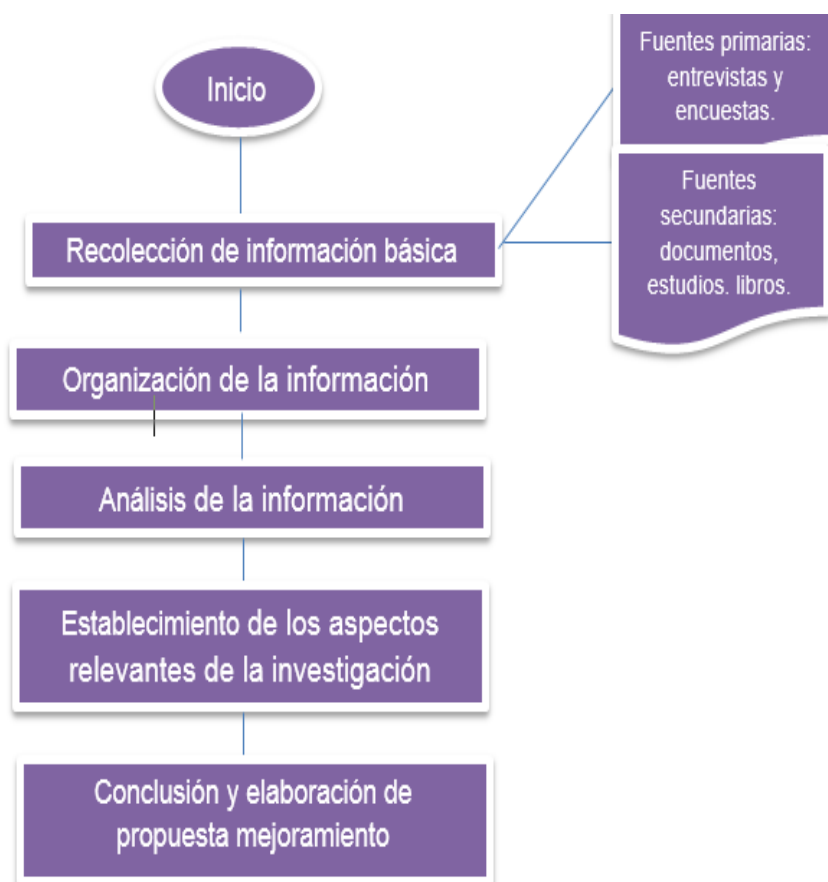 Inicio
Fuentes primarias:
entrevistas y
encuestas.
Fuentes
secundarias:
documentos,
estudios. libros.
Recolección de información básica
Organización de la información
Análisis de la información
Establecimiento de los aspectos
relevantes de la investigación
Conclusión y elaboración de
propuesta mejoramiento